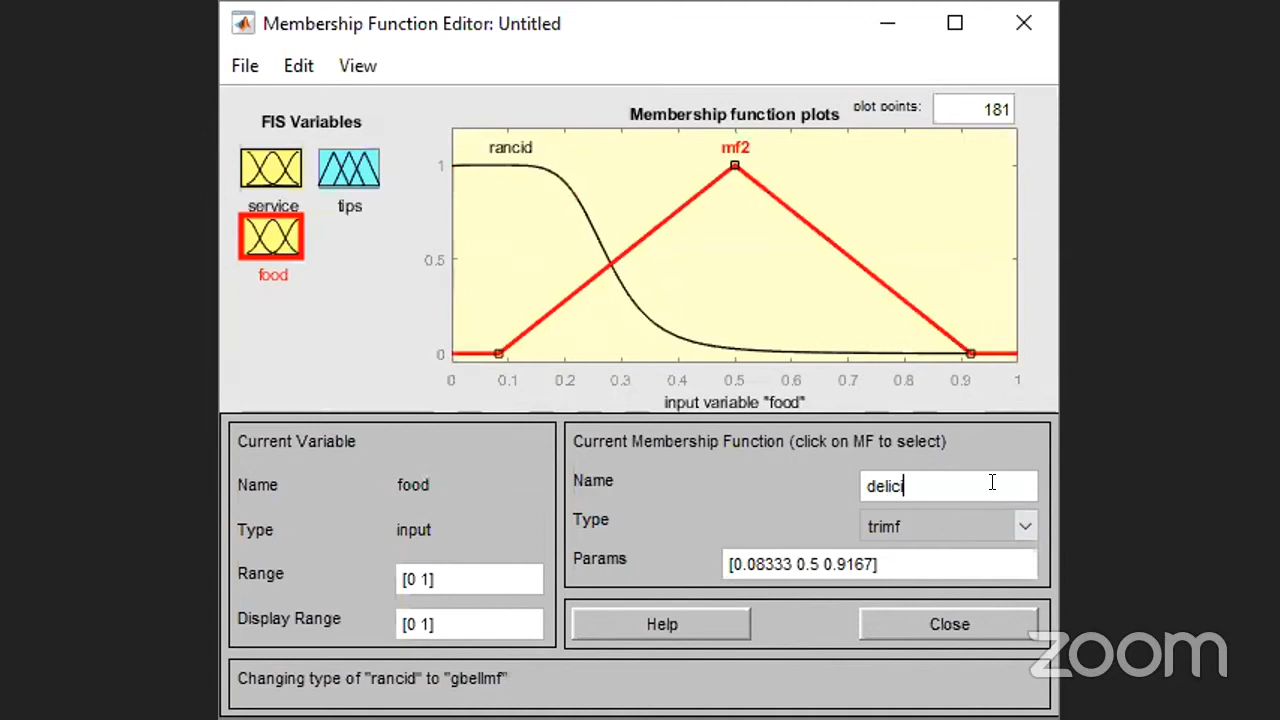 Membership Function Editor: Untitled
File Edit View
FIS Variables
service
tips
food
Membership function plots
plot points:
181
rancid
mf2
1
0.5
0
0 0.1 0.2 0.3 0.4 0.5 0.6 0.7 0.8 0.9 1
input variable "food"
Current Variable
Name food
Type input
Range [0 1]
Display Range [0 1]
Current Membership Function (click on MF to select)
Name delici
Type trimf
Params [0.08333 0.5 0.9167]
Help Close
Changing type of "rancid" to "gbellmf"
zoom